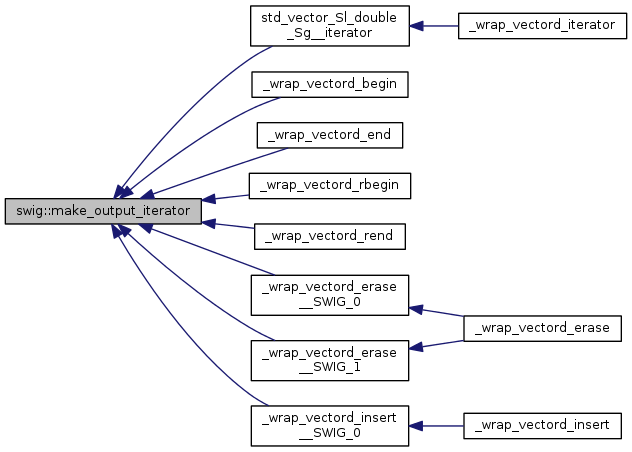 std_vector_Sl_double
_Sg__iterator
_wrap_vectord_iterator
_wrap_vectord_begin
_wrap_vectord_end
_wrap_vectord_rbegin
swig::make_output_iterator
_wrap_vectord_rend
_wrap_vectord_erase
__SWIG_0
_wrap_vectord_erase
_wrap_vectord_erase
__SWIG_1
_wrap_vectord_insert
__SWIG_0
_wrap_vectord_insert